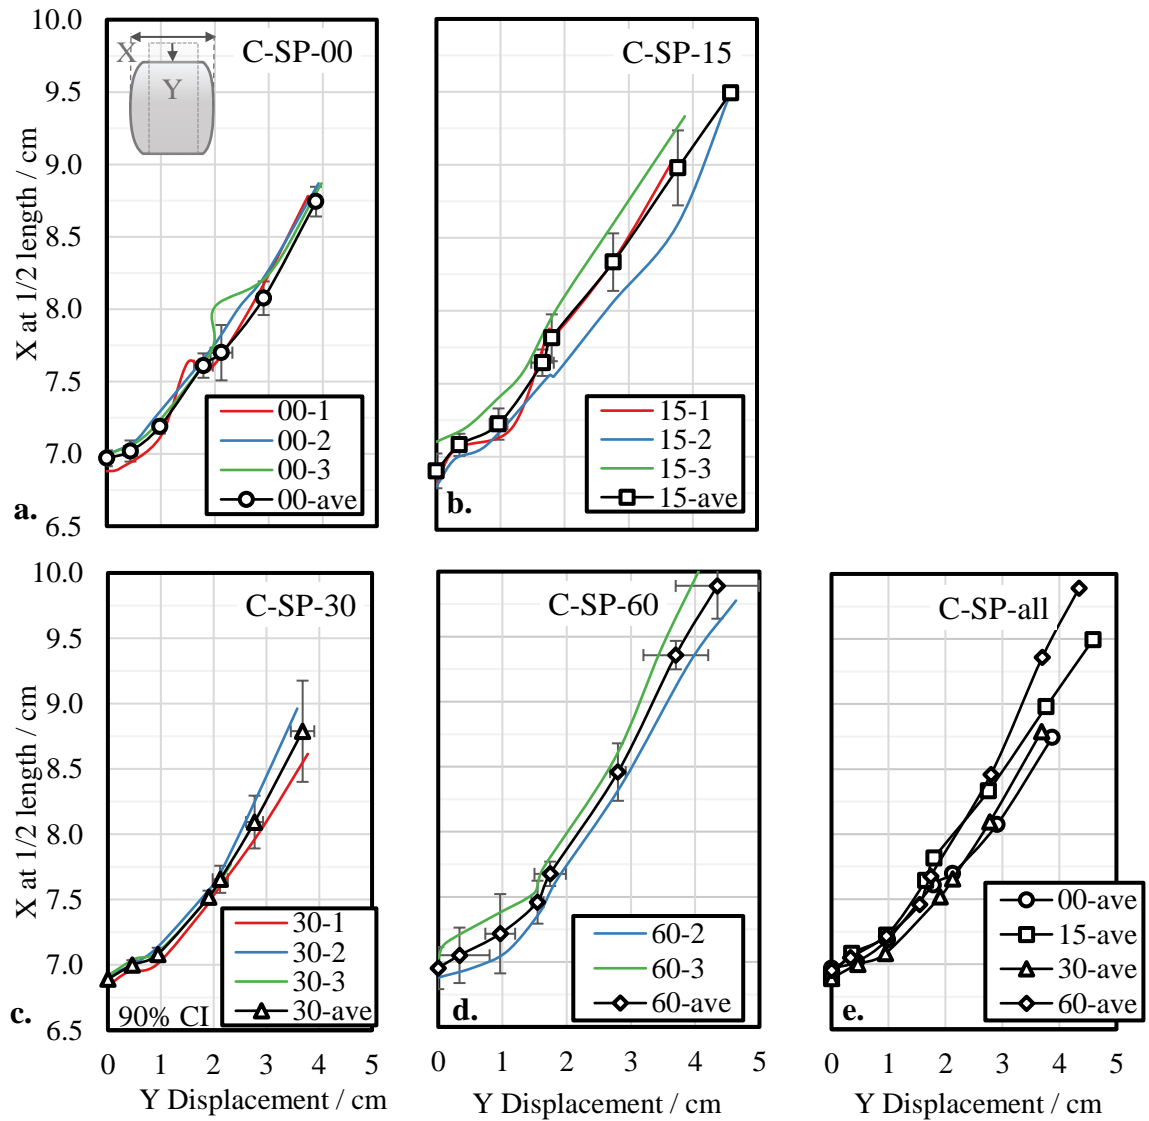 10.0
9.5
9.0
8.5
8.0
7.5
7.0
6.5
X at 1/2 length / cm
X
Y
C-SP-00
00-1
00-2
00-3
00-ave
a.
C-SP-15
15-1
15-2
15-3
15-ave
b.
10.0
9.5
9.0
8.5
8.0
7.5
7.0
6.5
X at 1/2 length / cm
C-SP-30
30-1
30-2
30-3
30-ave
90% CI
c.
0 1 2 3 4 5
Y Displacement / cm
C-SP-60
60-2
60-3
60-ave
d.
0 1 2 3 4 5
Y Displacement / cm
C-SP-all
00-ave
15-ave
30-ave
60-ave
e.
0 1 2 3 4 5
Y Displacement / cm